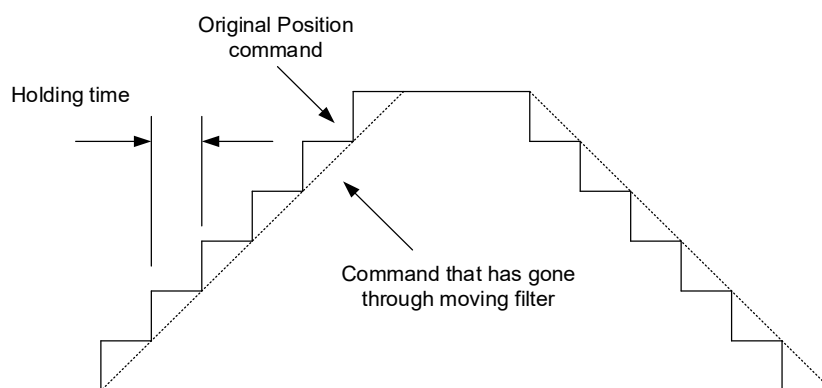 Original Position
command
Holding time
Command that has gone
through moving filter